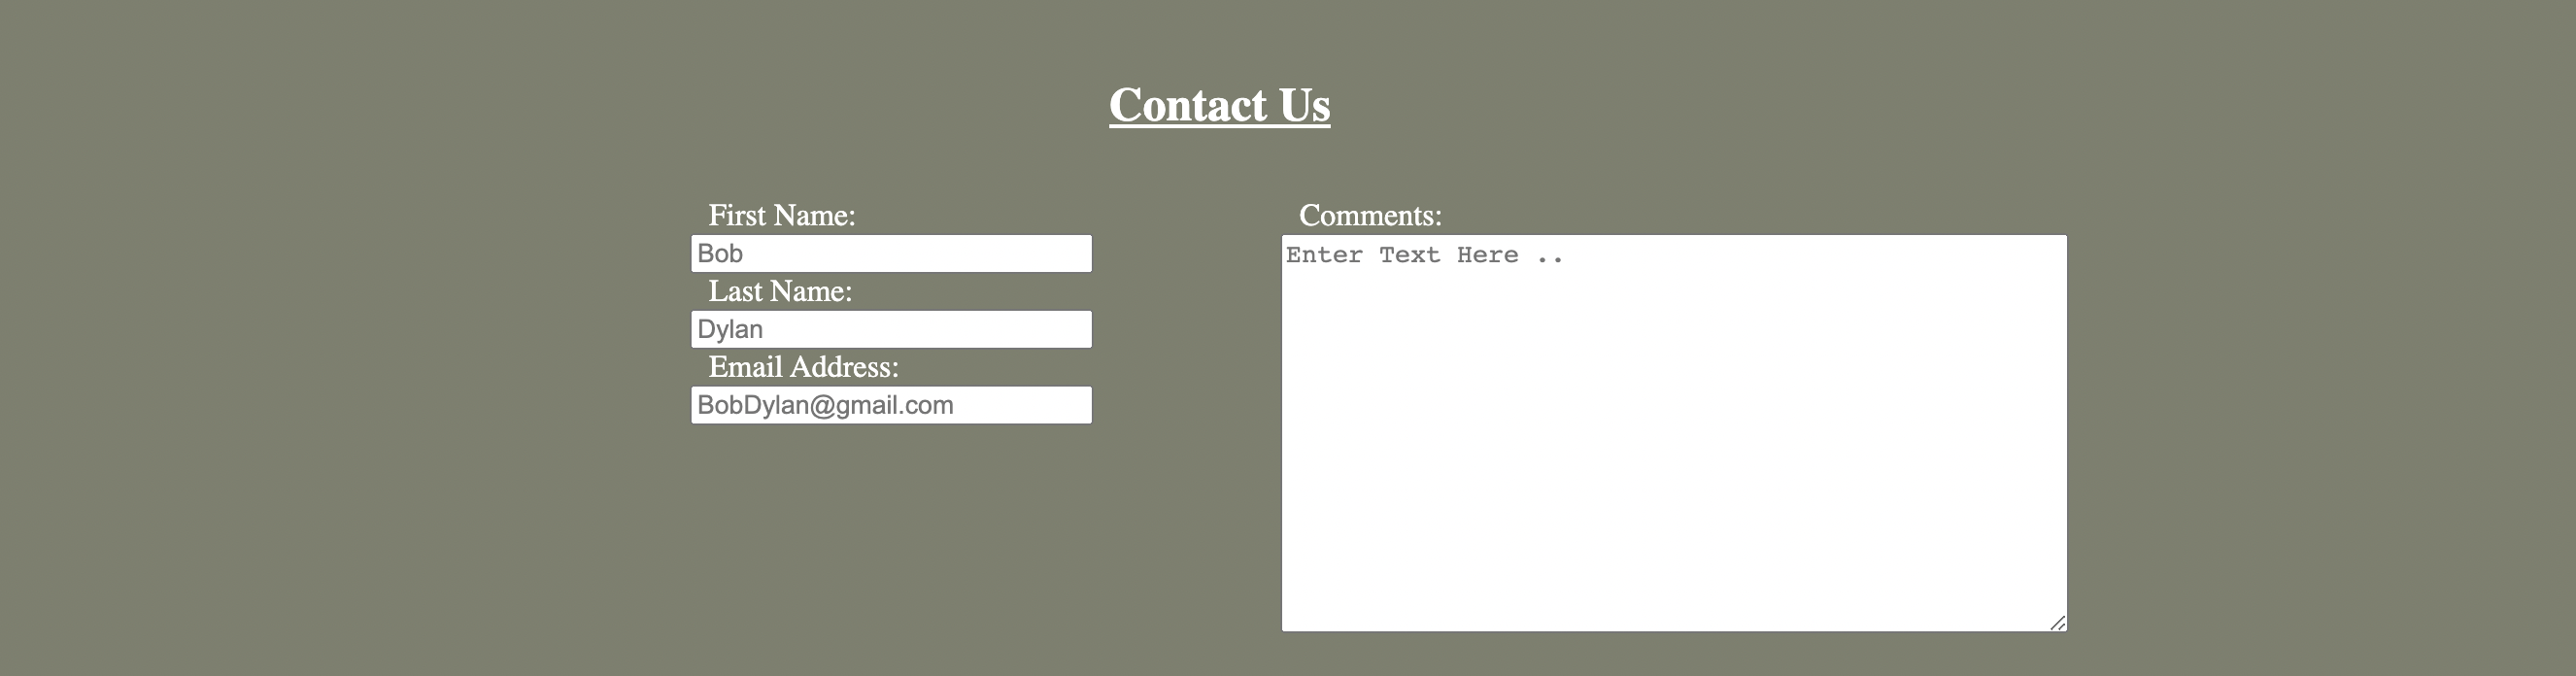 Contact Us
First Name:
Bob
Last Name:
Dylan
Email Address:
BobDylan@gmail.com
Comments:
Enter Text Here ..